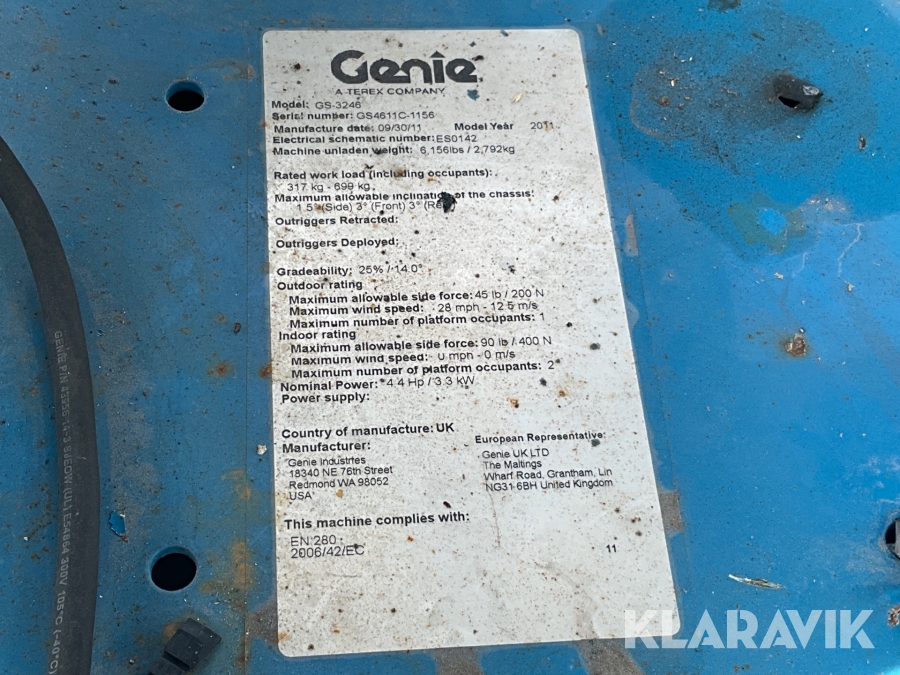 Genie
A TEREX COMPANY
Model: GS-3246
Serial number: GS4611C-1156
Manufacture date: 09/30/11 Model Year 2011
Electrical schematic number: ES0142
Machine unladen weight: 6,156lbs / 2,792kg
Rated work load (including occupants):
317 kg - 699 kg
Maximum allowable inclination of the chassis:
1.5° (Side) 3° (Front) 3°
Outriggers Retracted:
Outriggers Deployed:
Gradeability: 25% / 14.0°
Outdoor rating
Maximum allowable side force: 45 lb / 200 N
Maximum wind speed: 28 mph - 12.5 m/s
Maximum number of platform occupants: 1
Indoor rating
Maximum allowable side force: 90 lb / 400 N
Maximum wind speed: 0 mph - 0 m/s
Maximum number of platform occupants: 2
Nominal Power: 4.4 Hp / 3.3 kW
Power supply:
Country of manufacture: UK
Manufacturer:
Genie Industries
18340 NE 76th Street
Redmond WA 98052
USA
European Representative:
Genie UK LTD
The Maltings
Wharf Road, Grantham, Lin
NG31 6BH United Kingdom
This machine complies with:
EN 280
2006/42/EC
11
KLARAVIK